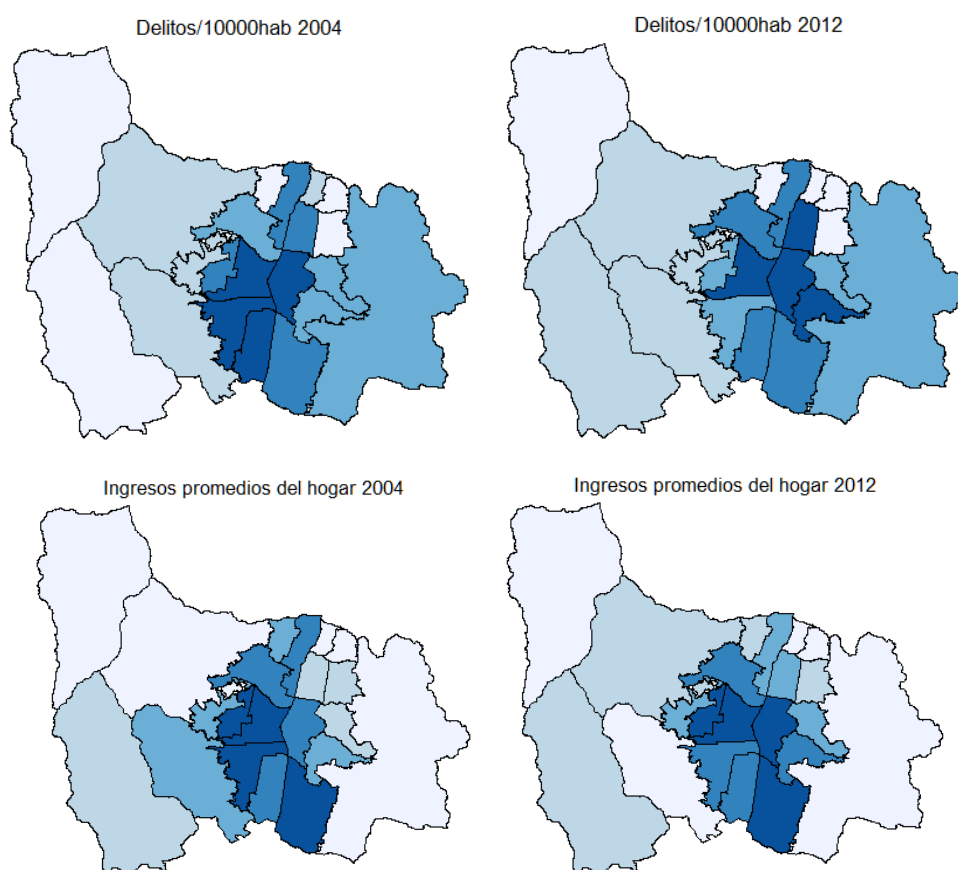 Delitos/10000hab 2004
Delitos/10000hab 2012
Ingresos promedios del hogar 2004
Ingresos promedios del hogar 2012